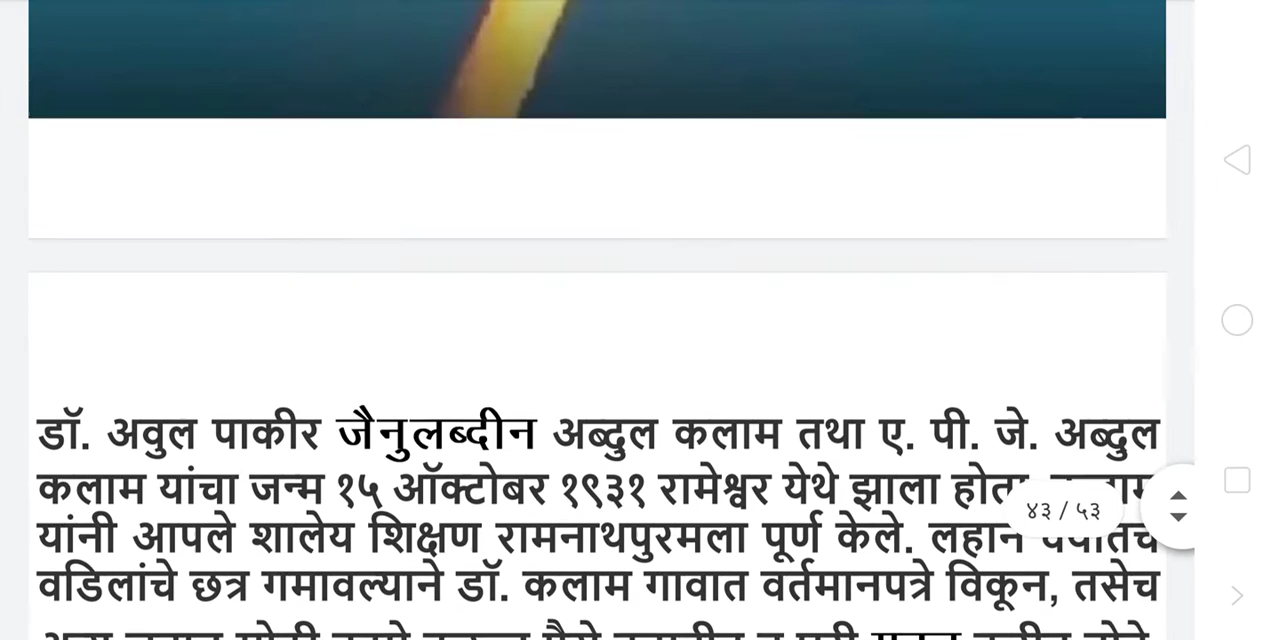 डॉ. अवुल पाकीर जैनुलब्दीन अब्दुल कलाम तथा ए. पी. जे. अब्दुल
कलाम यांचा जन्म १५ ऑक्टोबर १९३१ रामेश्वर येथे झाला
४३ / ५३
यांनी आपले शालेय शिक्षण रामनाथपुरमला पूर्ण केले. लहान
वडिलांचे छत्र गमावल्याने डॉ. कलाम गावात वर्तमानपत्रे विकून, तसेच